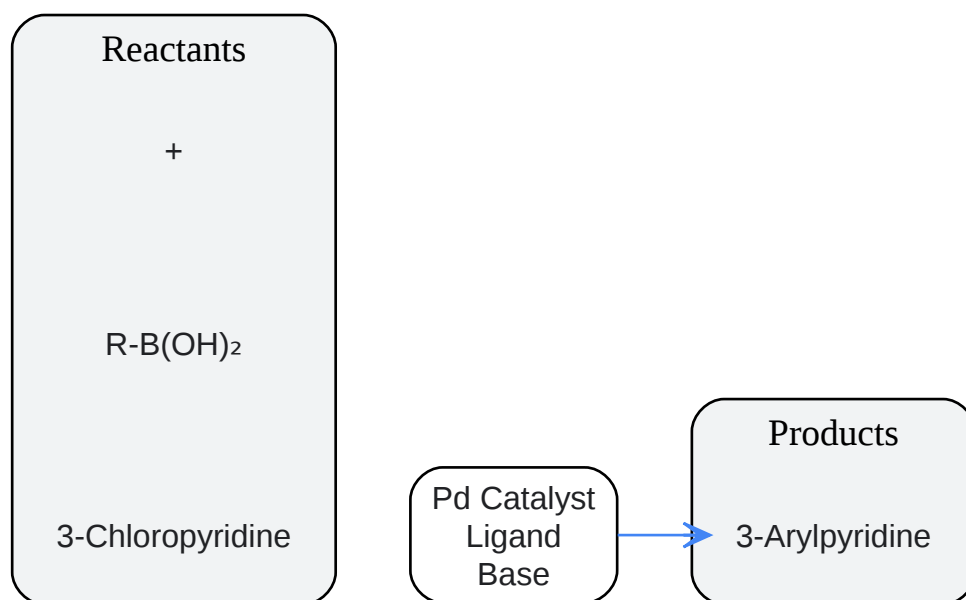 Reactants
+
R-B(OH)₂
3-Chloropyridine
Pd Catalyst
Ligand
Base
Products
3-Arylpyridine